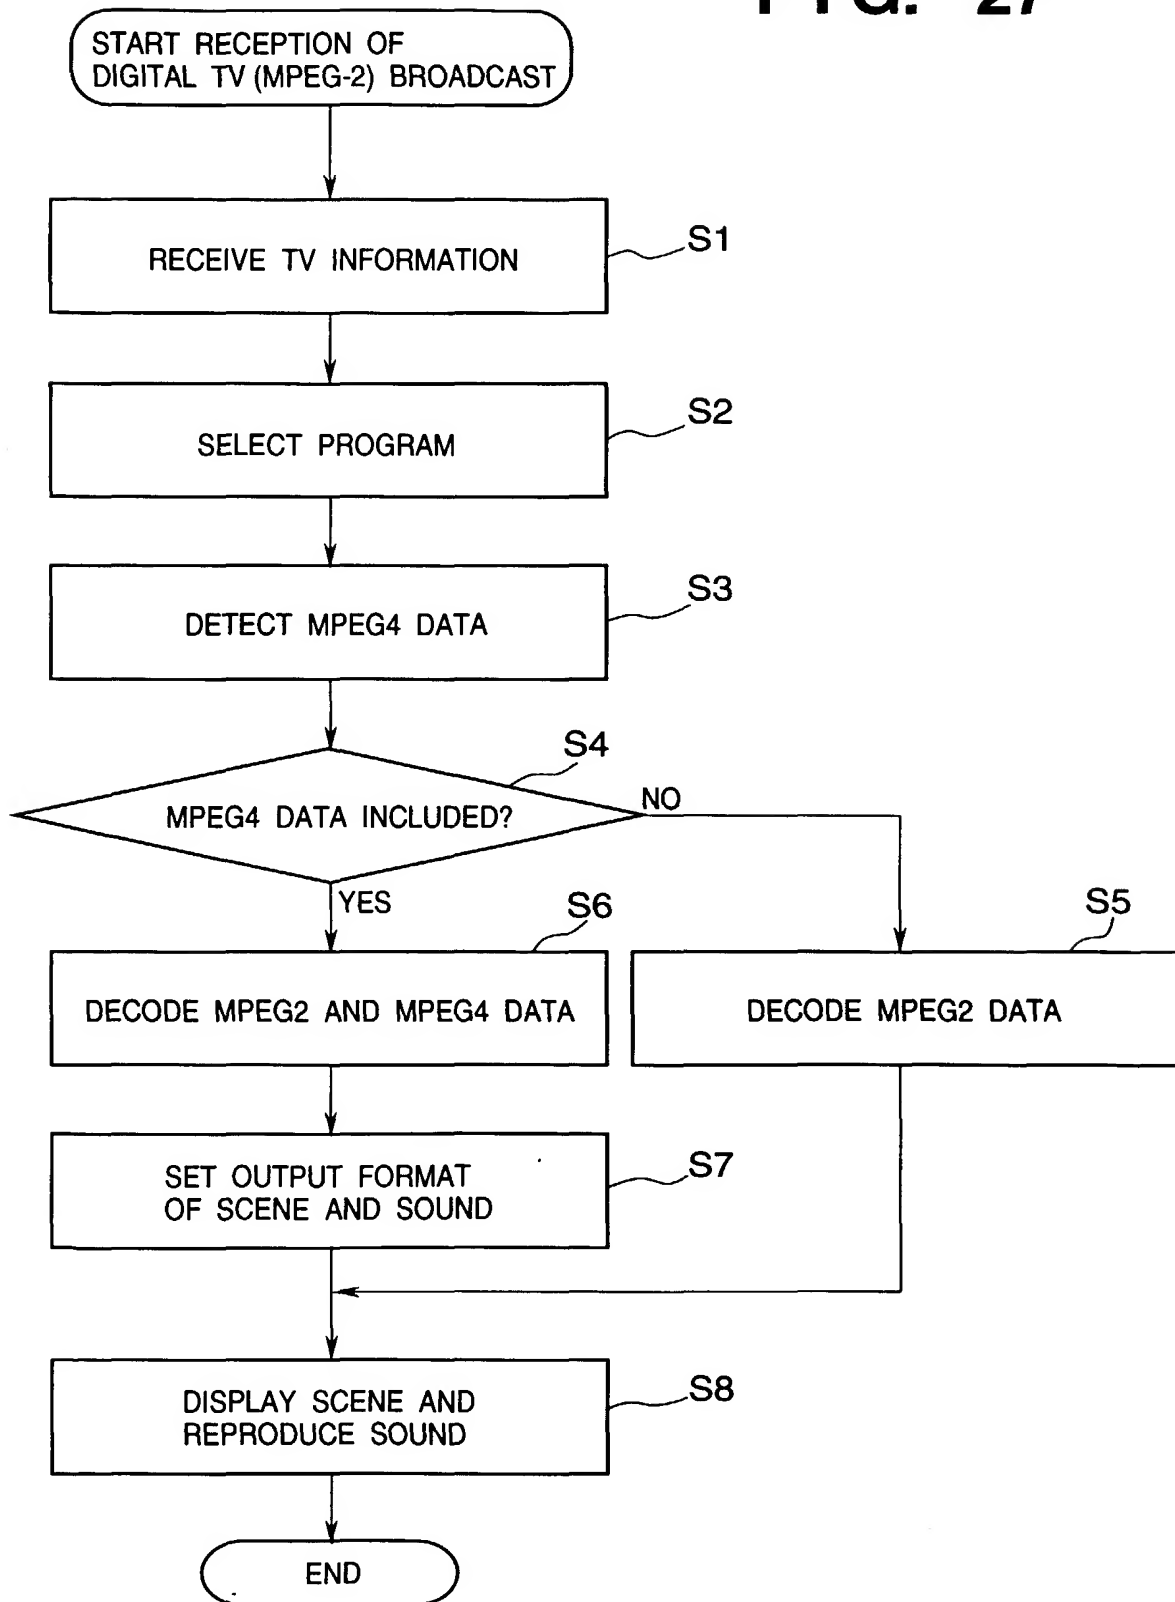 FIG. 27
START RECEPTION OF
DIGITAL TV (MPEG-2) BROADCAST
RECEIVE TV INFORMATION
S1
SELECT PROGRAM
S2
DETECT MPEG4 DATA
S3
S4
MPEG4 DATA INCLUDED?
NO
YES
S6
S5
DECODE MPEG2 AND MPEG4 DATA
DECODE MPEG2 DATA
SET OUTPUT FORMAT
OF SCENE AND SOUND
S7
DISPLAY SCENE AND
REPRODUCE SOUND
S8
END